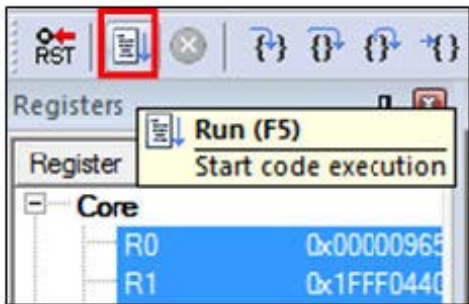 RST
{} {} {} {}
Registers
Run (F5)
Register
Start code execution
Core
R0 0x00000965
R1 0x1FFF0440